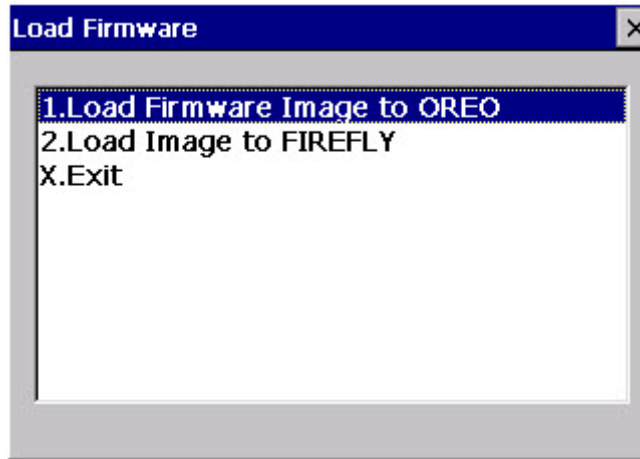 Load Firmware
1.Load Firmware Image to OREO
2.Load Image to FIREFLY
X.Exit